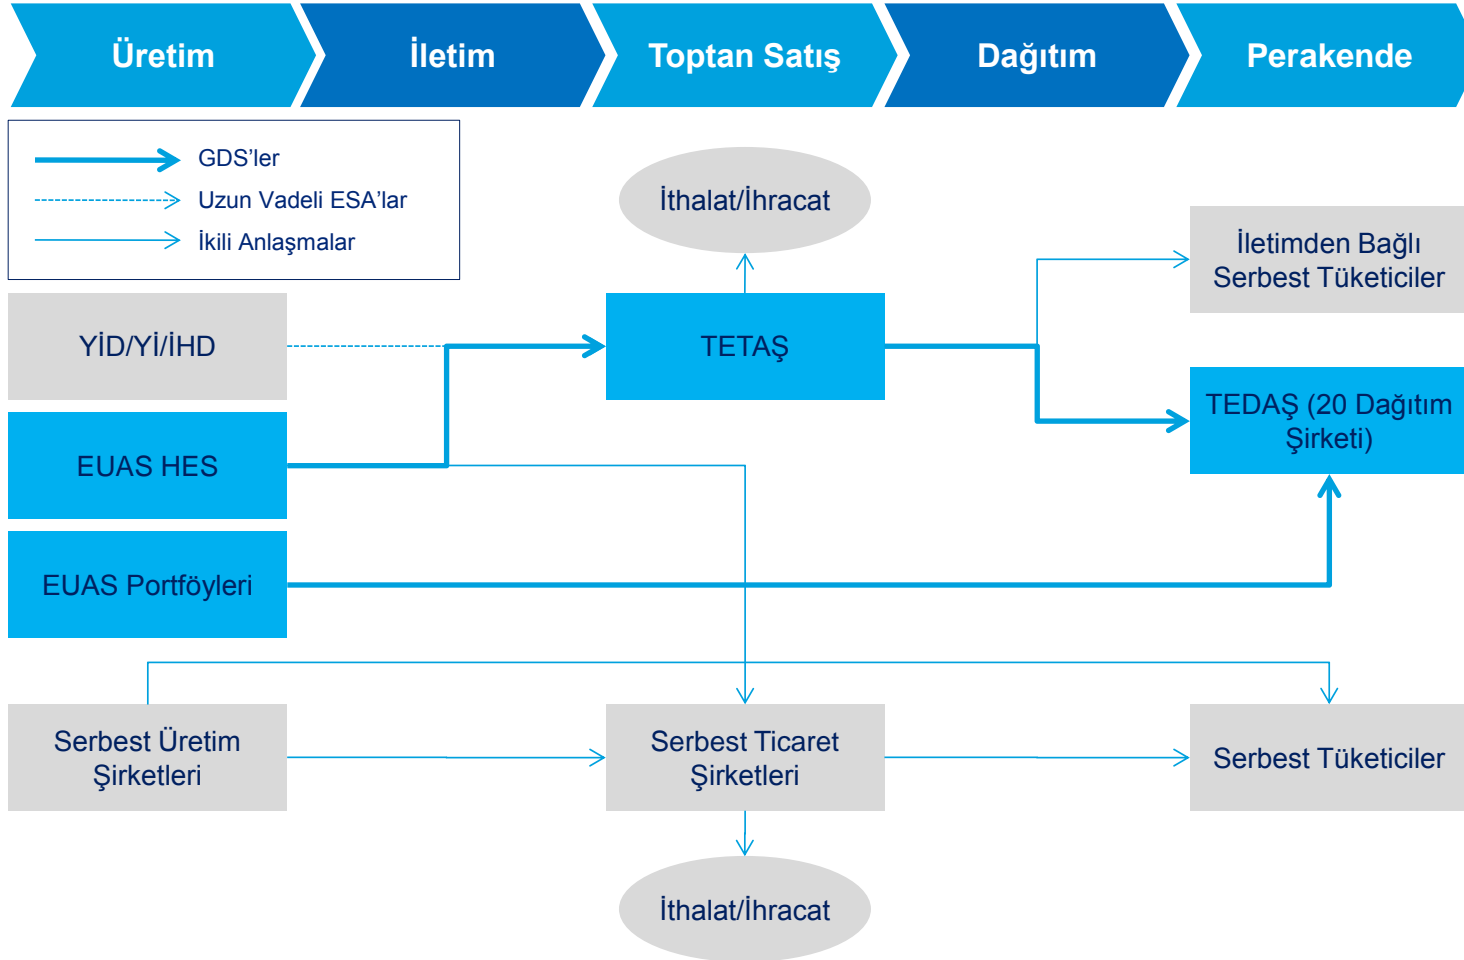 Üretim
İletim
Toptan Satış
Dağıtım
Perakende
GDS'ler
Uzun Vadeli ESA'lar
İkili Anlaşmalar
İthalat/İhracat
İletimden Bağlı
Serbest Tüketiciler
YİD/Yİ/İHD
TETAŞ
TEDAŞ (20 Dağıtım
Şirketi)
EUAS HES
EUAS Portföyleri
Serbest Üretim
Şirketleri
Serbest Ticaret
Şirketleri
Serbest Tüketiciler
İthalat/İhracat